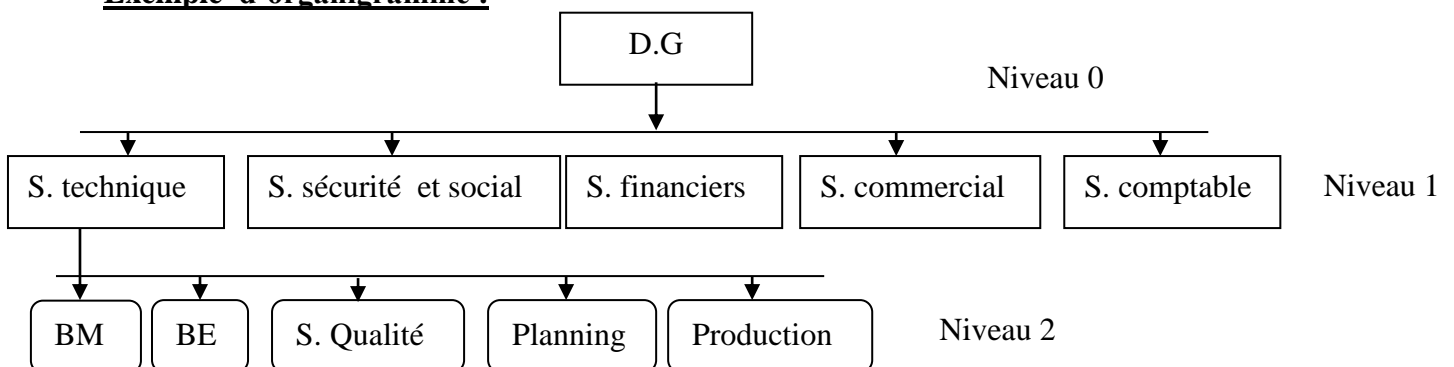 Exemple d'organigramme :
D.G
Niveau 0
S. technique
S. sécurité et social
S. financiers
S. commercial
S. comptable
Niveau 1
BM
BE
S. Qualité
Planning
Production
Niveau 2